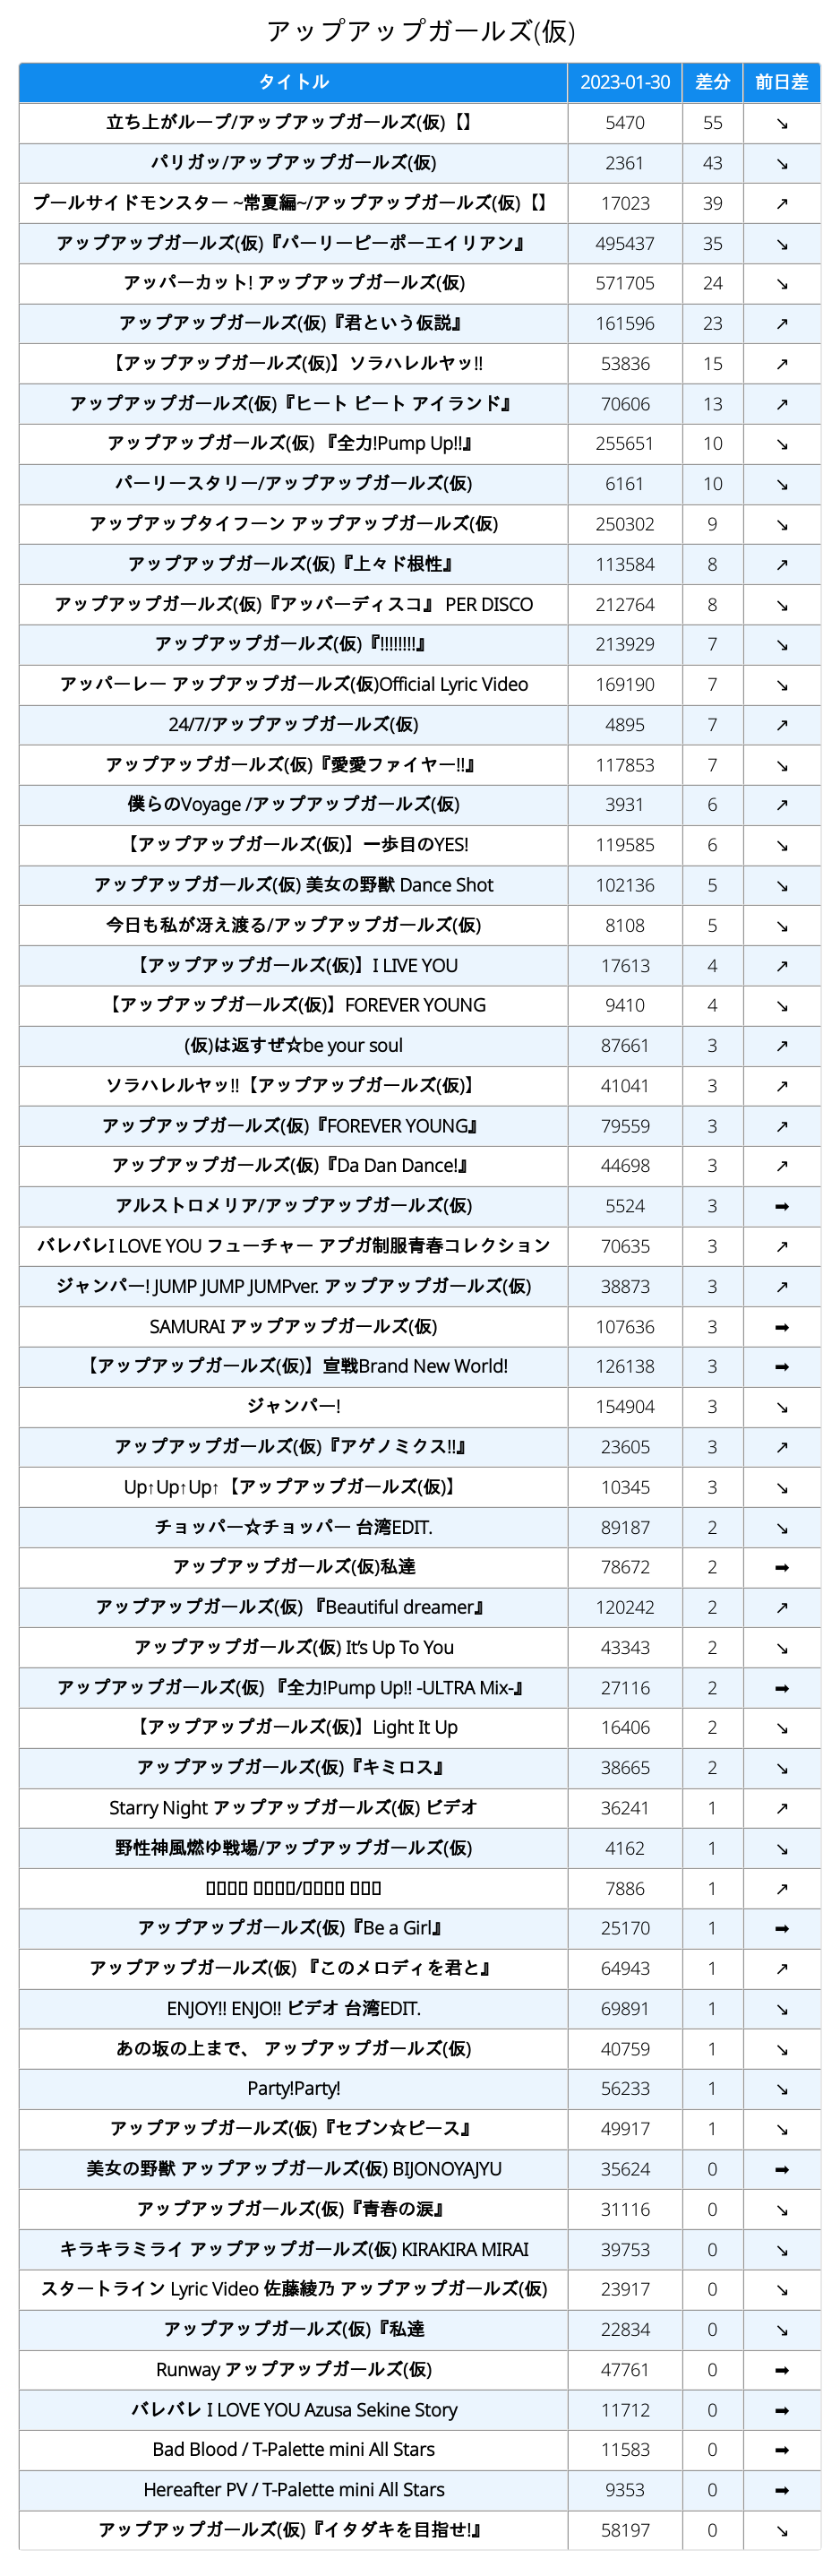 アップアップガールズ(仮)
タイトル 2023-01-30 差分 前日差
立ち上がループ/アップアップガールズ(仮)【】 5470 55 ↘
パリガッ/アップアップガールズ(仮) 2361 43 ↘
プールサイドモンスター ~常夏編~/アップアップガールズ(仮)【】 17023 39 ↗
アップアップガールズ(仮)『パーリーピーポーエイリアン』 495437 35 ↘
アッパーカット! アップアップガールズ(仮) 571705 24 ↘
アップアップガールズ(仮)『君という仮説』 161596 23 ↗
【アップアップガールズ(仮)】ソラハレルヤッ!! 53836 15 ↗
アップアップガールズ(仮)『ヒート ビート アイランド』 70606 13 ↗
アップアップガールズ(仮) 『全力!Pump Up!!』 255651 10 ↘
パーリースタリー/アップアップガールズ(仮) 6161 10 ↘
アップアップタイフーン アップアップガールズ(仮) 250302 9 ↘
アップアップガールズ(仮)『上々ド根性』 113584 8 ↗
アップアップガールズ(仮)『アッパーディスコ』 PER DISCO 212764 8 ↘
アップアップガールズ(仮)『!!!!!!!!』 213929 7 ↘
アッパーレー アップアップガールズ(仮)Official Lyric Video 169190 7 ↘
24/7/アップアップガールズ(仮) 4895 7 ↗
アップアップガールズ(仮)『愛愛ファイヤー!!』 117853 7 ↘
僕らのVoyage /アップアップガールズ(仮) 3931 6 ↗
【アップアップガールズ(仮)】一歩目のYES! 119585 6 ↘
アップアップガールズ(仮) 美女の野獣 Dance Shot 102136 5 ↘
今日も私が冴え渡る/アップアップガールズ(仮) 8108 5 ↘
【アップアップガールズ(仮)】I LIVE YOU 17613 4 ↗
【アップアップガールズ(仮)】FOREVER YOUNG 9410 4 ↘
(仮)は返すぜ☆be your soul 87661 3 ↗
ソラハレルヤッ!!【アップアップガールズ(仮)】 41041 3 ↗
アップアップガールズ(仮)『FOREVER YOUNG』 79559 3 ↗
アップアップガールズ(仮)『Da Dan Dance!』 44698 3 ↗
アルストロメリア/アップアップガールズ(仮) 5524 3 ➡
バレバレI LOVE YOU フューチャー アプガ制服青春コレクション 70635 3 ↗
ジャンパー! JUMP JUMP JUMPver. アップアップガールズ(仮) 38873 3 ↗
SAMURAI アップアップガールズ(仮) 107636 3 ➡
【アップアップガールズ(仮)】宣戦Brand New World! 126138 3 ➡
ジャンパー! 154904 3 ↘
アップアップガールズ(仮)『アゲノミクス!!』 23605 3 ↗
Up↑Up↑Up↑【アップアップガールズ(仮)】 10345 3 ↘
チョッパー☆チョッパー 台湾EDIT. 89187 2 ↘
アップアップガールズ(仮)私達 78672 2 ➡
アップアップガールズ(仮) 『Beautiful dreamer』 120242 2 ↗
アップアップガールズ(仮) It’s Up To You 43343 2 ↘
アップアップガールズ(仮) 『全力!Pump Up!! -ULTRA Mix-』 27116 2 ➡
【アップアップガールズ(仮)】Light It Up 16406 2 ↘
アップアップガールズ(仮)『キミロス』 38665 2 ↘
Starry Night アップアップガールズ(仮) ビデオ 36241 1 ↗
野性神風燃ゆ戦場/アップアップガールズ(仮) 4162 1 ↘
7886 1 ↗
アップアップガールズ(仮)『Be a Girl』 25170 1 ➡
アップアップガールズ(仮) 『このメロディを君と』 64943 1 ↗
ENJOY!! ENJO!! ビデオ 台湾EDIT. 69891 1 ↘
あの坂の上まで、 アップアップガールズ(仮) 40759 1 ↘
Party!Party! 56233 1 ↘
アップアップガールズ(仮)『セブン☆ピース』 49917 1 ↘
美女の野獣 アップアップガールズ(仮) BIJONOYAJYU 35624 0 ➡
アップアップガールズ(仮)『青春の涙』 31116 0 ↘
キラキラミライ アップアップガールズ(仮) KIRAKIRA MIRAI 39753 0 ↘
スタートライン Lyric Video 佐藤綾乃 アップアップガールズ(仮) 23917 0 ↘
アップアップガールズ(仮)『私達 22834 0 ↘
Runway アップアップガールズ(仮) 47761 0 ➡
バレバレ I LOVE YOU Azusa Sekine Story 11712 0 ➡
Bad Blood / T-Palette mini All Stars 11583 0 ➡
Hereafter PV / T-Palette mini All Stars 9353 0 ➡
アップアップガールズ(仮)『イタダキを目指せ!』 58197 0 ↘